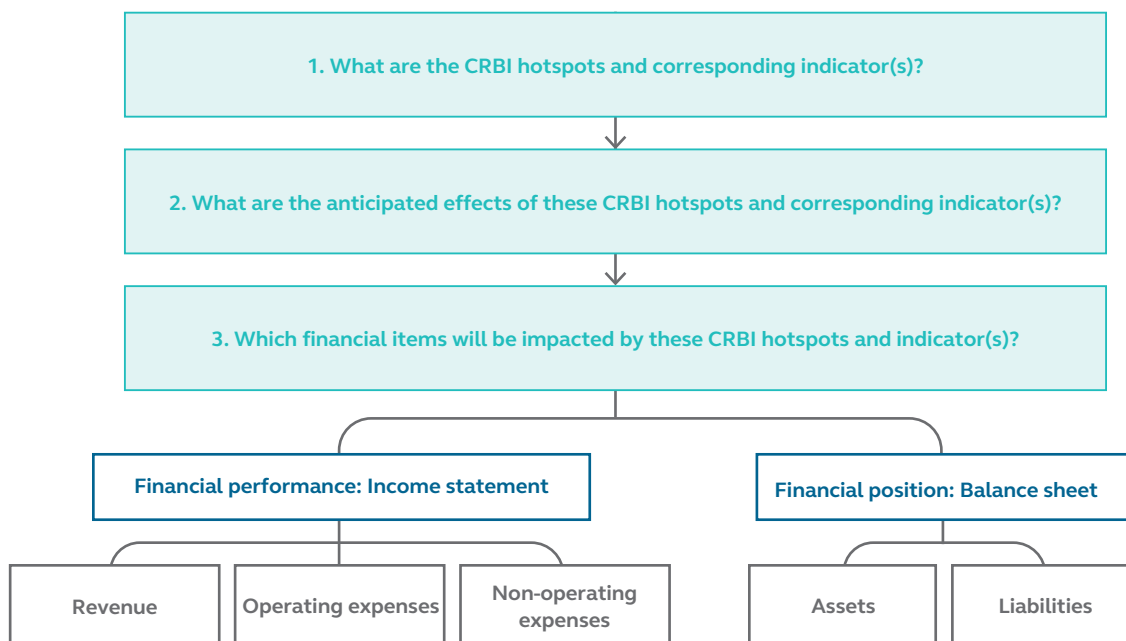 1. What are the CRBI hotspots and corresponding indicator(s)?
2. What are the anticipated effects of these CRBI hotspots and corresponding indicator(s)?
3. Which financial items will be impacted by these CRBI hotspots and indicator(s)?
Financial performance: Income statement
Financial position: Balance sheet
Revenue
Operating expenses
Non-operating
expenses
Assets
Liabilities